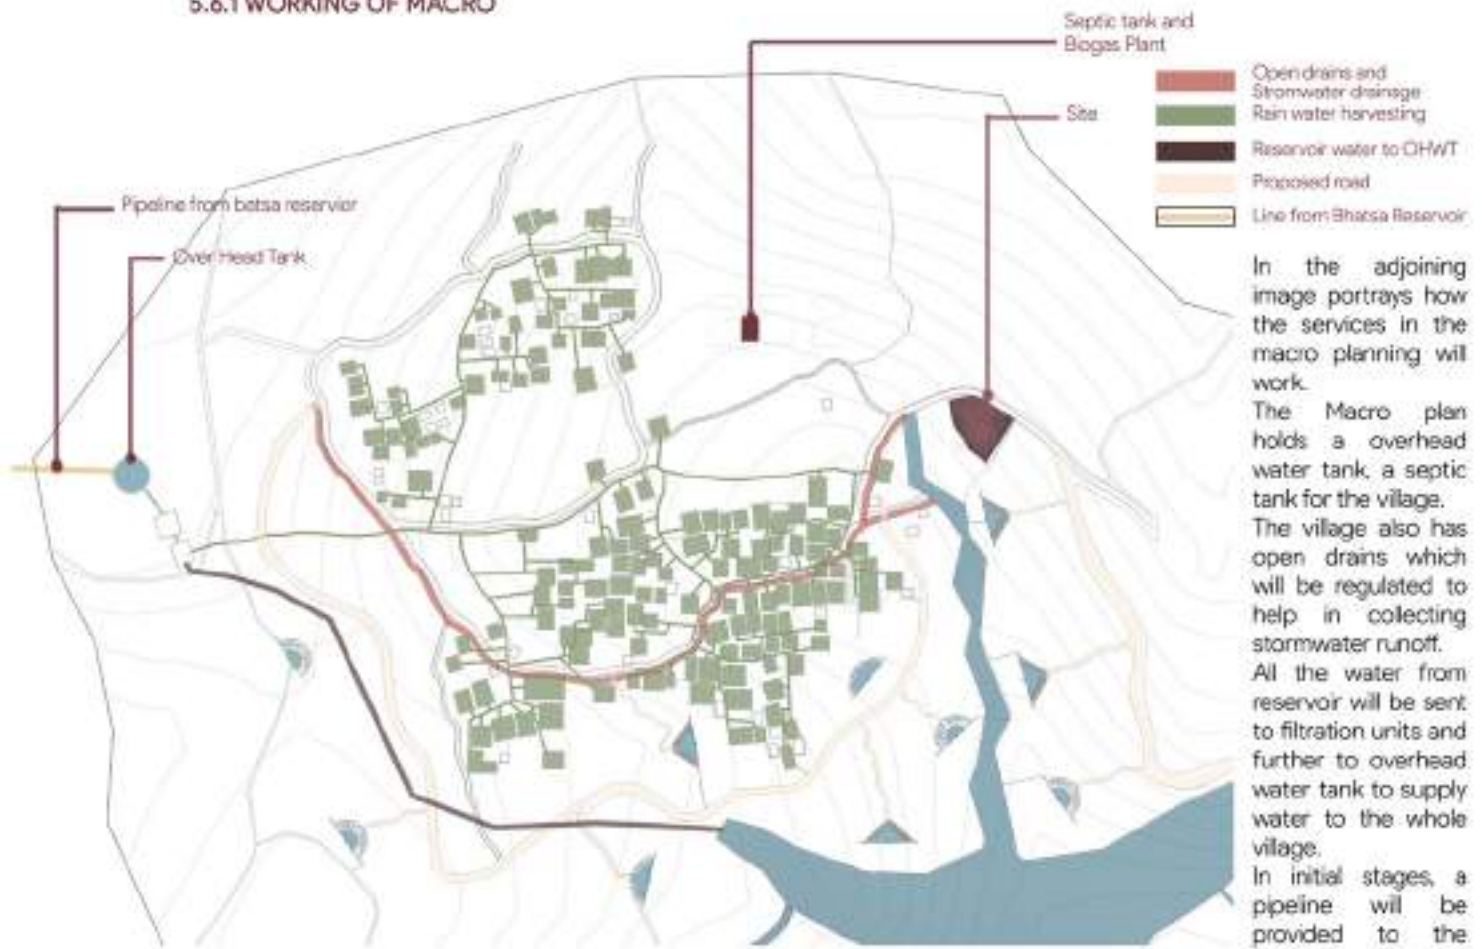 5.6.1 WORKING OF MACRO
Septic tank and
Biogas Plant
Site
Pipeline from batsa reservior
Over Head Tank
Open drains and
Stromwater drainage
Rain water harvesting
Reservoir water to OHWT
Proposed road
Line from Bhatsa Reservoir
In the adjoining
image portrays how
the services in the
macro planning will
work.
The Macro plan
holds a overhead
water tank, a septic
tank for the village.
The village also has
open drains which
will be regulated to
help in collecting
stormwater runoff.
All the water from
reservoir will be sent
to filtration units and
further to overhead
water tank to supply
water to the whole
village.
In initial stages, a
pipeline will be
provided to the